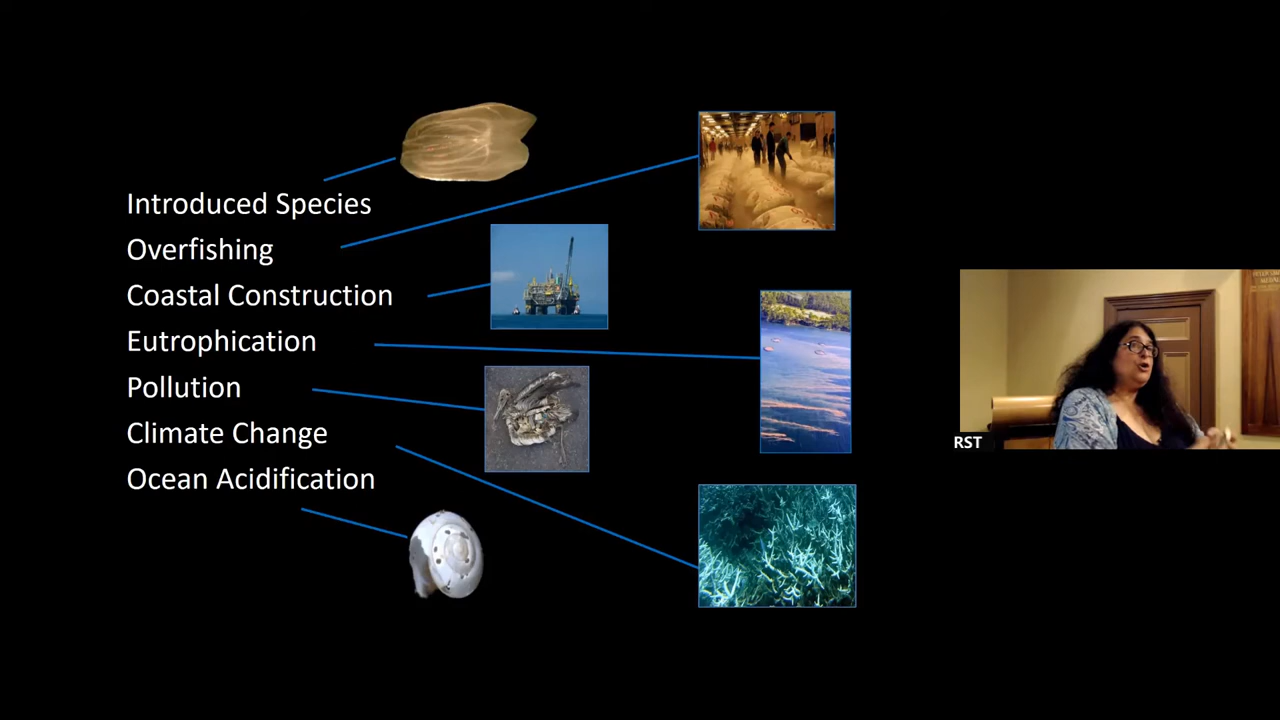 Introduced Species
Overfishing
Coastal Construction
Eutrophication
Pollution
Climate Change
Ocean Acidification
RST